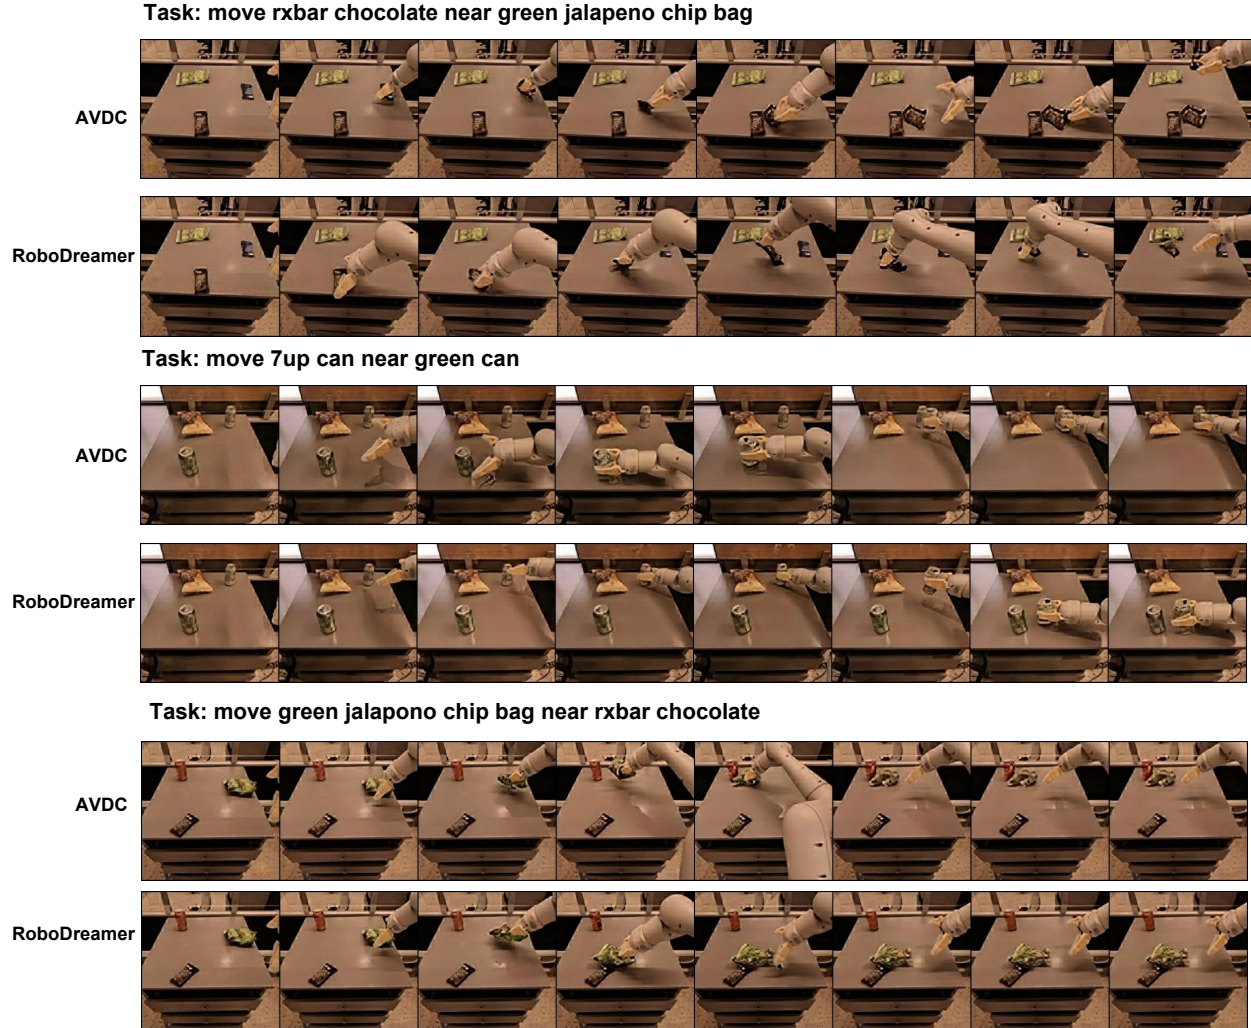 Task: move rxbar chocolate near green jalapeno chip bag
AVDC
RoboDreamer
Task: move 7up can near green can
AVDC
RoboDreamer
Task: move green jalapono chip bag near rxbar chocolate
AVDC
RoboDreamer